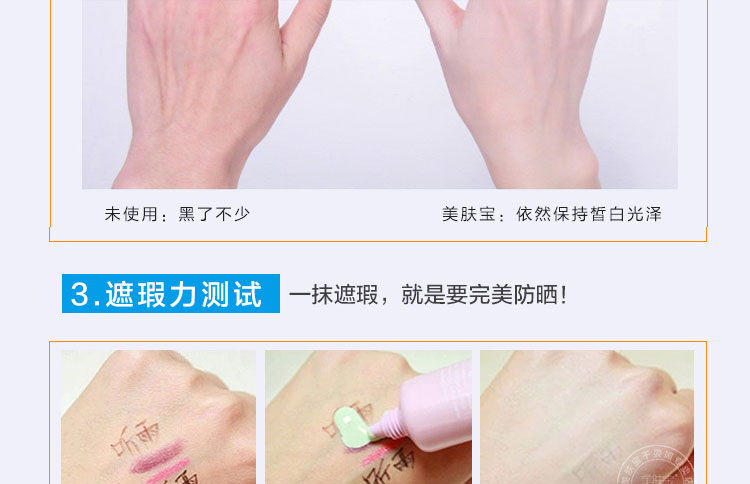 未使用：黑了不少
美肤宝：依然保持皙白光泽
3.遮瑕力测试
一抹遮瑕，就是要完美防晒！
听雨
听雨